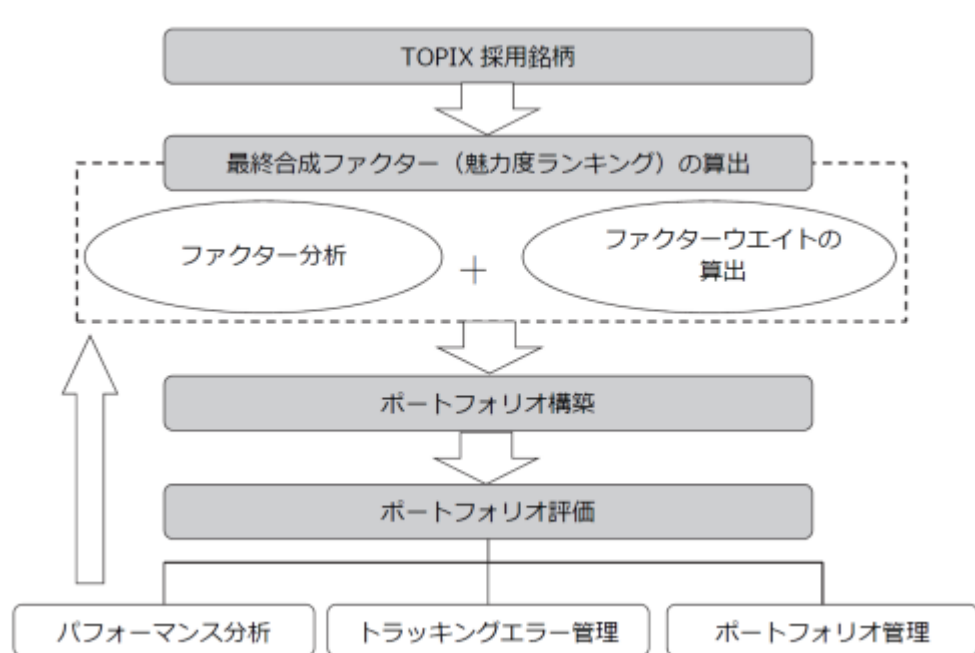 TOPIX 採用銘柄
最終合成ファクター（魅力度ランキング）の算出
ファクター分析
+
ファクターウエイトの
算出
ポートフォリオ構築
ポートフォリオ評価
パフォーマンス分析
トラッキングエラー管理
ポートフォリオ管理